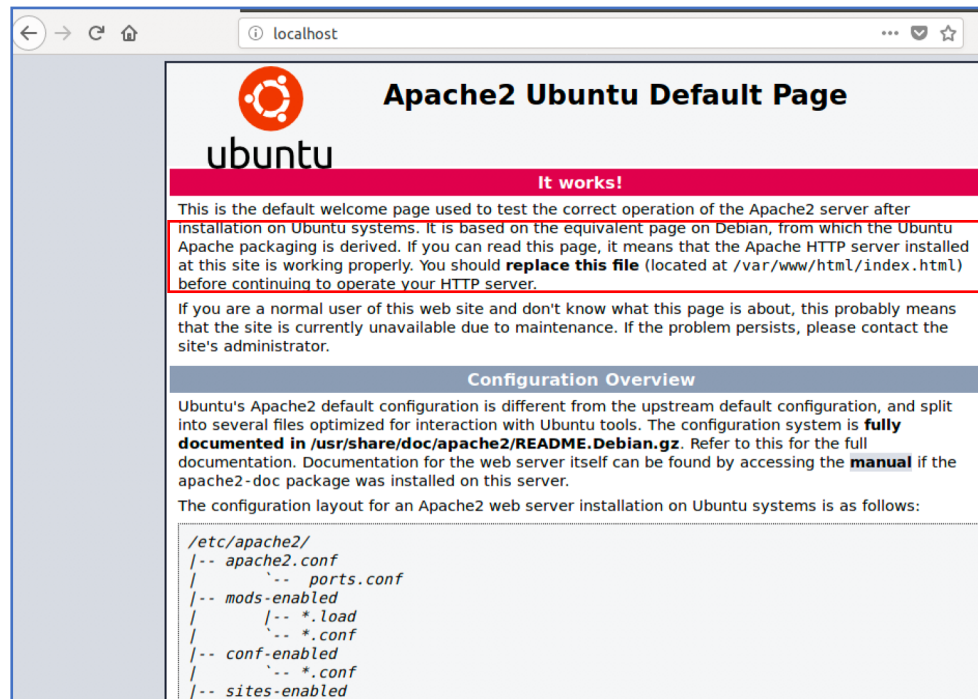 localhost
Apache2 Ubuntu Default Page
ubuntu
It works!
This is the default welcome page used to test the correct operation of the Apache2 server after
installation on Ubuntu systems. It is based on the equivalent page on Debian, from which the Ubuntu
Apache packaging is derived. If you can read this page, it means that the Apache HTTP server installed
at this site is working properly. You should replace this file (located at /var/www/html/index.html)
before continuing to operate your HTTP server.
If you are a normal user of this web site and don't know what this page is about, this probably means
that the site is currently unavailable due to maintenance. If the problem persists, please contact the
site's administrator.
Configuration Overview
Ubuntu's Apache2 default configuration is different from the upstream default configuration, and split
into several files optimized for interaction with Ubuntu tools. The configuration system is fully
documented in /usr/share/doc/apache2/README.Debian.gz. Refer to this for the full
documentation. Documentation for the web server itself can be found by accessing the manual if the
apache2-doc package was installed on this server.
The configuration layout for an Apache2 web server installation on Ubuntu systems is as follows:
/etc/apache2/
|-- apache2.conf
|       `--  ports.conf
|-- mods-enabled
|       |-- *.load
|       `-- *.conf
|-- conf-enabled
|       `-- *.conf
|-- sites-enabled